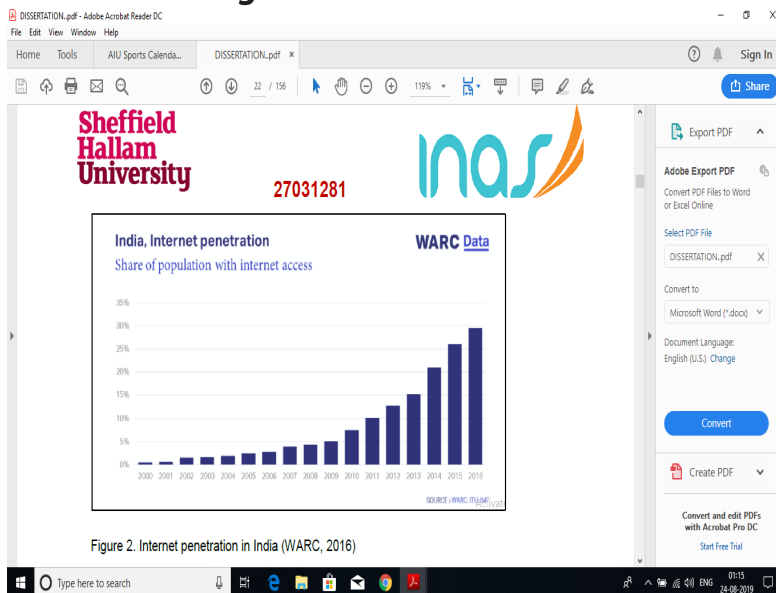 DISSERTATION..pdf - Adobe Acrobat Reader DC
File Edit View Window Help
Home Tools AIU Sports Calenda... DISSERTATION..pdf × Sign In
22 / 156 119% Share
Sheffield
Hallam
University
27031281
inas
India, Internet penetration
WARC Data
Share of population with internet access
35%
30%
25%
20%
15%
10%
5%
0%
2000 2001 2002 2003 2004 2005 2006 2007 2008 2009 2010 2011 2012 2013 2014 2015 2016
SOURCE: WARC, ITU,
Activat
Figure 2. Internet penetration in India (WARC, 2016)
Export PDF
Adobe Export PDF
Convert PDF Files to Word
or Excel Online
Select PDF File
DISSERTATION..pdf X
Convert to
Microsoft Word (*.docx)
Document Language:
English (U.S.) Change
Convert
Create PDF
Convert and edit PDFs
with Acrobat Pro DC
Start Free Trial
Type here to search
ENG
01:15
24-08-2019